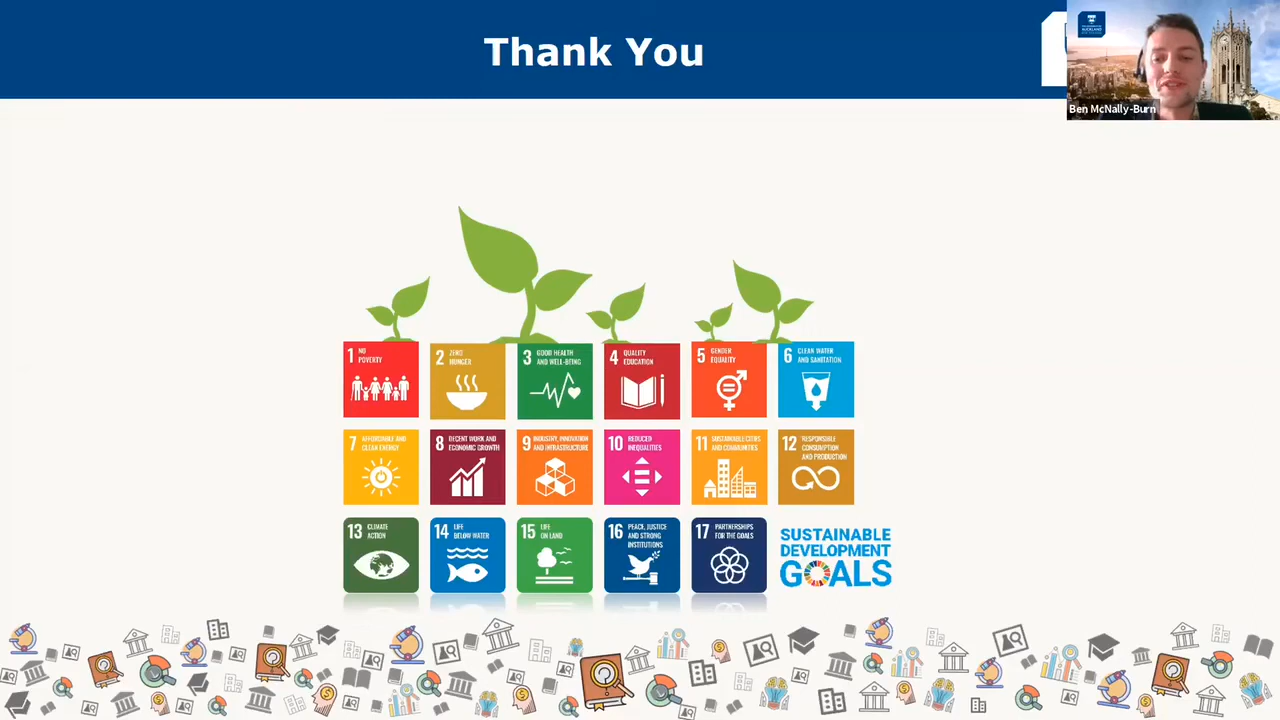 Thank You
Ben McNally-Burn
1 NO
POVERTY
2 ZERO
HUNGER
3 GOOD HEALTH
AND WELL-BEING
4 QUALITY
EDUCATION
5 GENDER
EQUALITY
6 CLEAN WATER
AND SANITATION
7 AFFORDABLE AND
CLEAN ENERGY
8 DECENT WORK AND
ECONOMIC GROWTH
9 INDUSTRY, INNOVATION
AND INFRASTRUCTURE
10 REDUCED
INEQUALITIES
11 SUSTAINABLE CITIES
AND COMMUNITIES
12 RESPONSIBLE
CONSUMPTION
AND PRODUCTION
13 CLIMATE
ACTION
14 LIFE
BELOW WATER
15 LIFE
ON LAND
16 PEACE, JUSTICE
AND STRONG
INSTITUTIONS
17 PARTNERSHIPS
FOR THE GOALS
SUSTAINABLE
DEVELOPMENT
GOALS